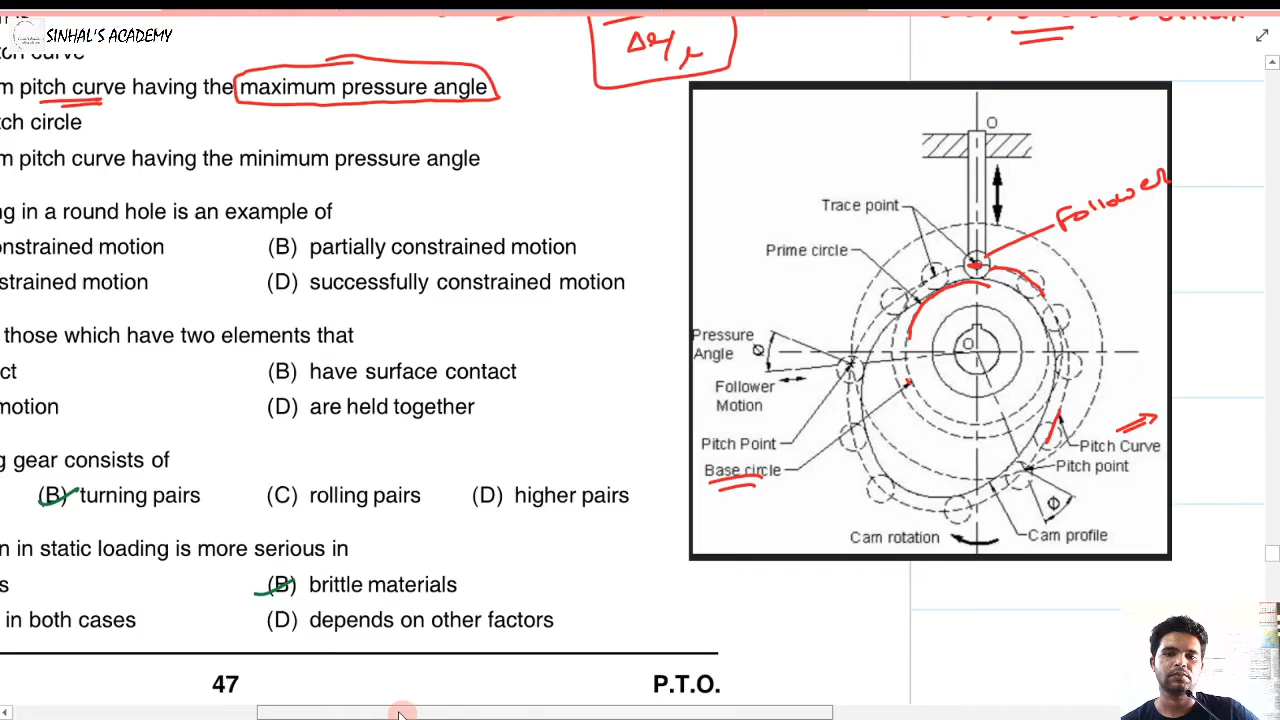 SINHAL'S ACADEMY
tch curve
m pitch curve having the maximum pressure angle
tch circle
m pitch curve having the minimum pressure angle
ng in a round hole is an example of
onstrained motion (B) partially constrained motion
strained motion (D) successfully constrained motion
those which have two elements that
ct (B) have surface contact
motion (D) are held together
g gear consists of
(B) turning pairs (C) rolling pairs (D) higher pairs
n in static loading is more serious in
s (B) brittle materials
in both cases (D) depends on other factors
47 P.T.O.
O
Trace point
Follower
Prime circle
Pressure
Angle Φ
O
Follower
Motion
Pitch Point
Base circle
Pitch Curve
Pitch point
Φ
Cam rotation
Cam profile